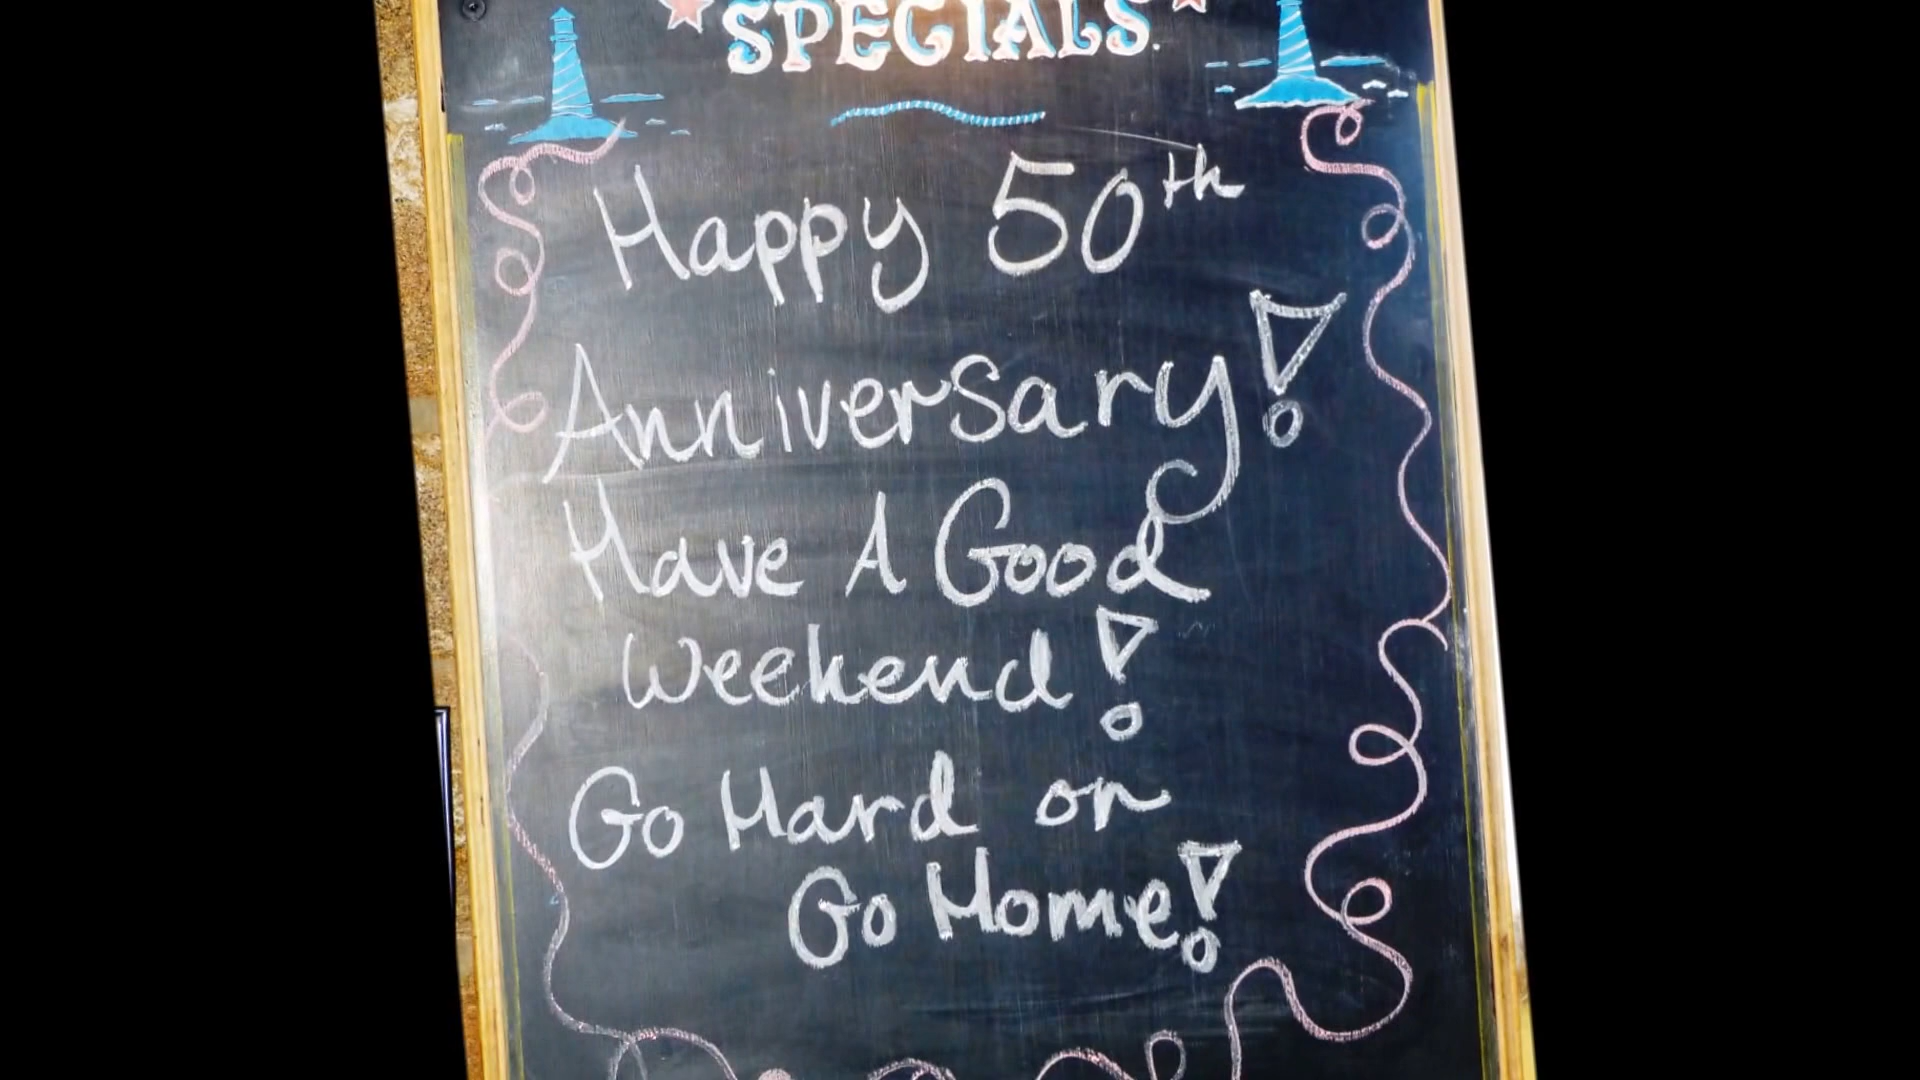 SPECIALS.
Happy 50th
Anniversary!
Have A Good
Weekend!
Go Hard or
Go Home!